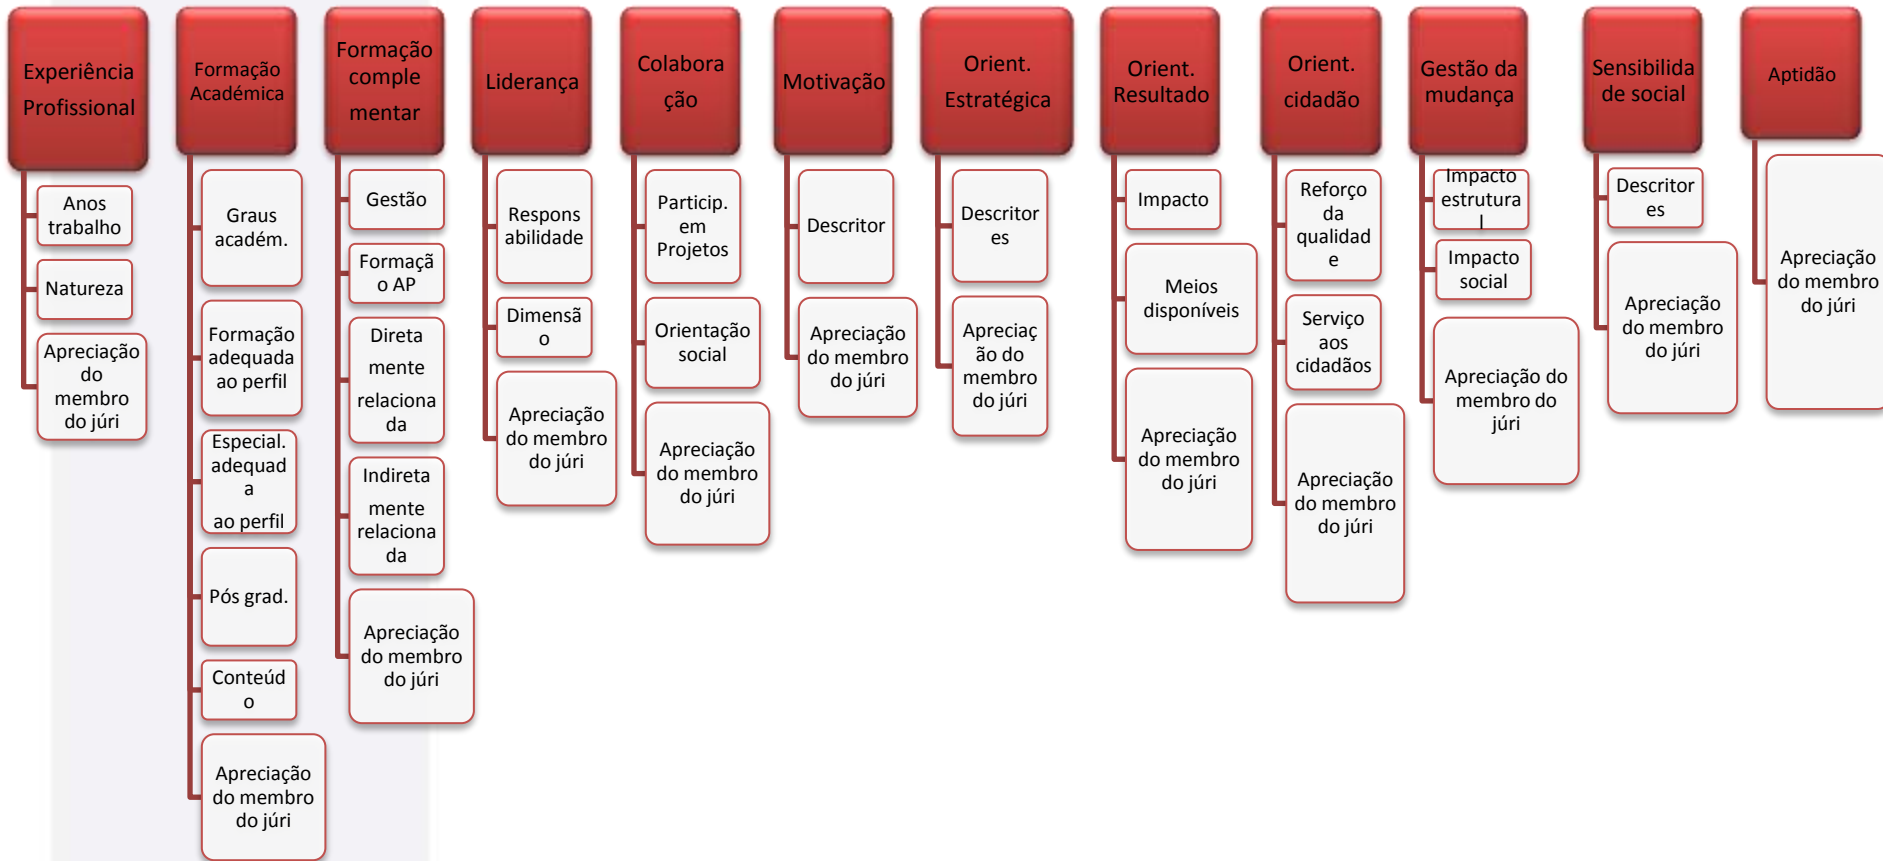 Experiência
Profissional
Anos
trabalho
Natureza
Apreciação
do
membro
do júri
Formação
Académica
Graus
académ.
Formação
adequada
ao perfil
Especial.
adequad
a
ao perfil
Pós grad.
Conteúd
o
Apreciação
do membro
do júri
Formação
comple
mentar
Gestão
Formaçã
o AP
Direta
mente
relaciona
da
Indireta
mente
relaciona
da
Apreciação
do membro
do júri
Liderança
Respons
abilidade
Dimensã
o
Apreciação
do membro
do júri
Colabora
ção
Particip.
em
Projetos
Orientação
social
Apreciação
do membro
do júri
Motivação
Descritor
Apreciação
do membro
do júri
Orient.
Estratégica
Descritor
es
Apreciaç
ão do
membro
do júri
Orient.
Resultado
Impacto
Meios
disponíveis
Apreciação
do membro
do júri
Orient.
cidadão
Reforço
da
qualidad
e
Serviço
aos
cidadãos
Apreciação
do membro
do júri
Gestão da
mudança
Impacto
estrutura
l
Impacto
social
Apreciação do
membro do
júri
Sensibilida
de social
Descritor
es
Apreciação
do membro
do júri
Aptidão
Apreciação
do membro
do júri